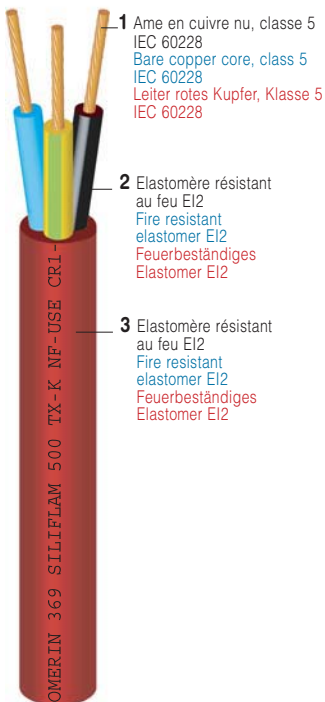 1 Ame en cuivre nu, classe 5
IEC 60228
Bare copper core, class 5
IEC 60228
Leiter rotes Kupfer, Klasse 5
IEC 60228
2 Elastomère résistant
au feu EI2
Fire resistant
elastomer EI2
Feuerbeständiges
Elastomer EI2
3 Elastomère résistant
au feu EI2
Fire resistant
elastomer EI2
Feuerbeständiges
Elastomer EI2
OMERIN 369 SILIFLAM 500 TX-K NF-USE CR1-